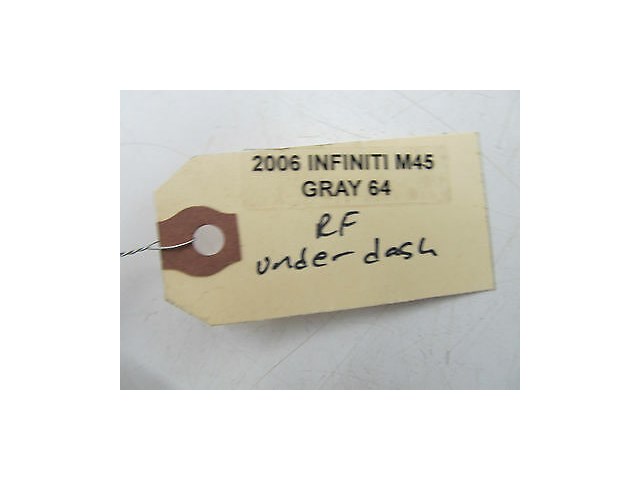 2006 INFINITI M45
GRAY 64
RF
under dash